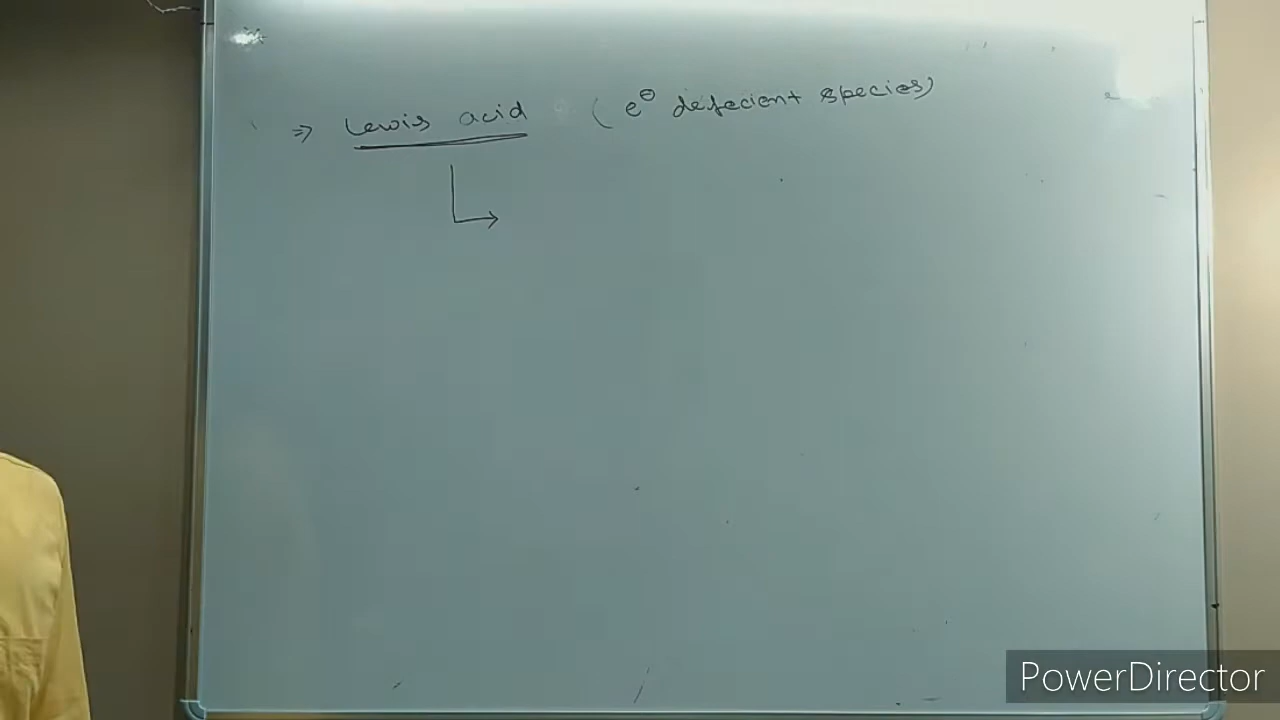 ⇒ Lewis acid ( e⊖ defecient species)
PowerDirector